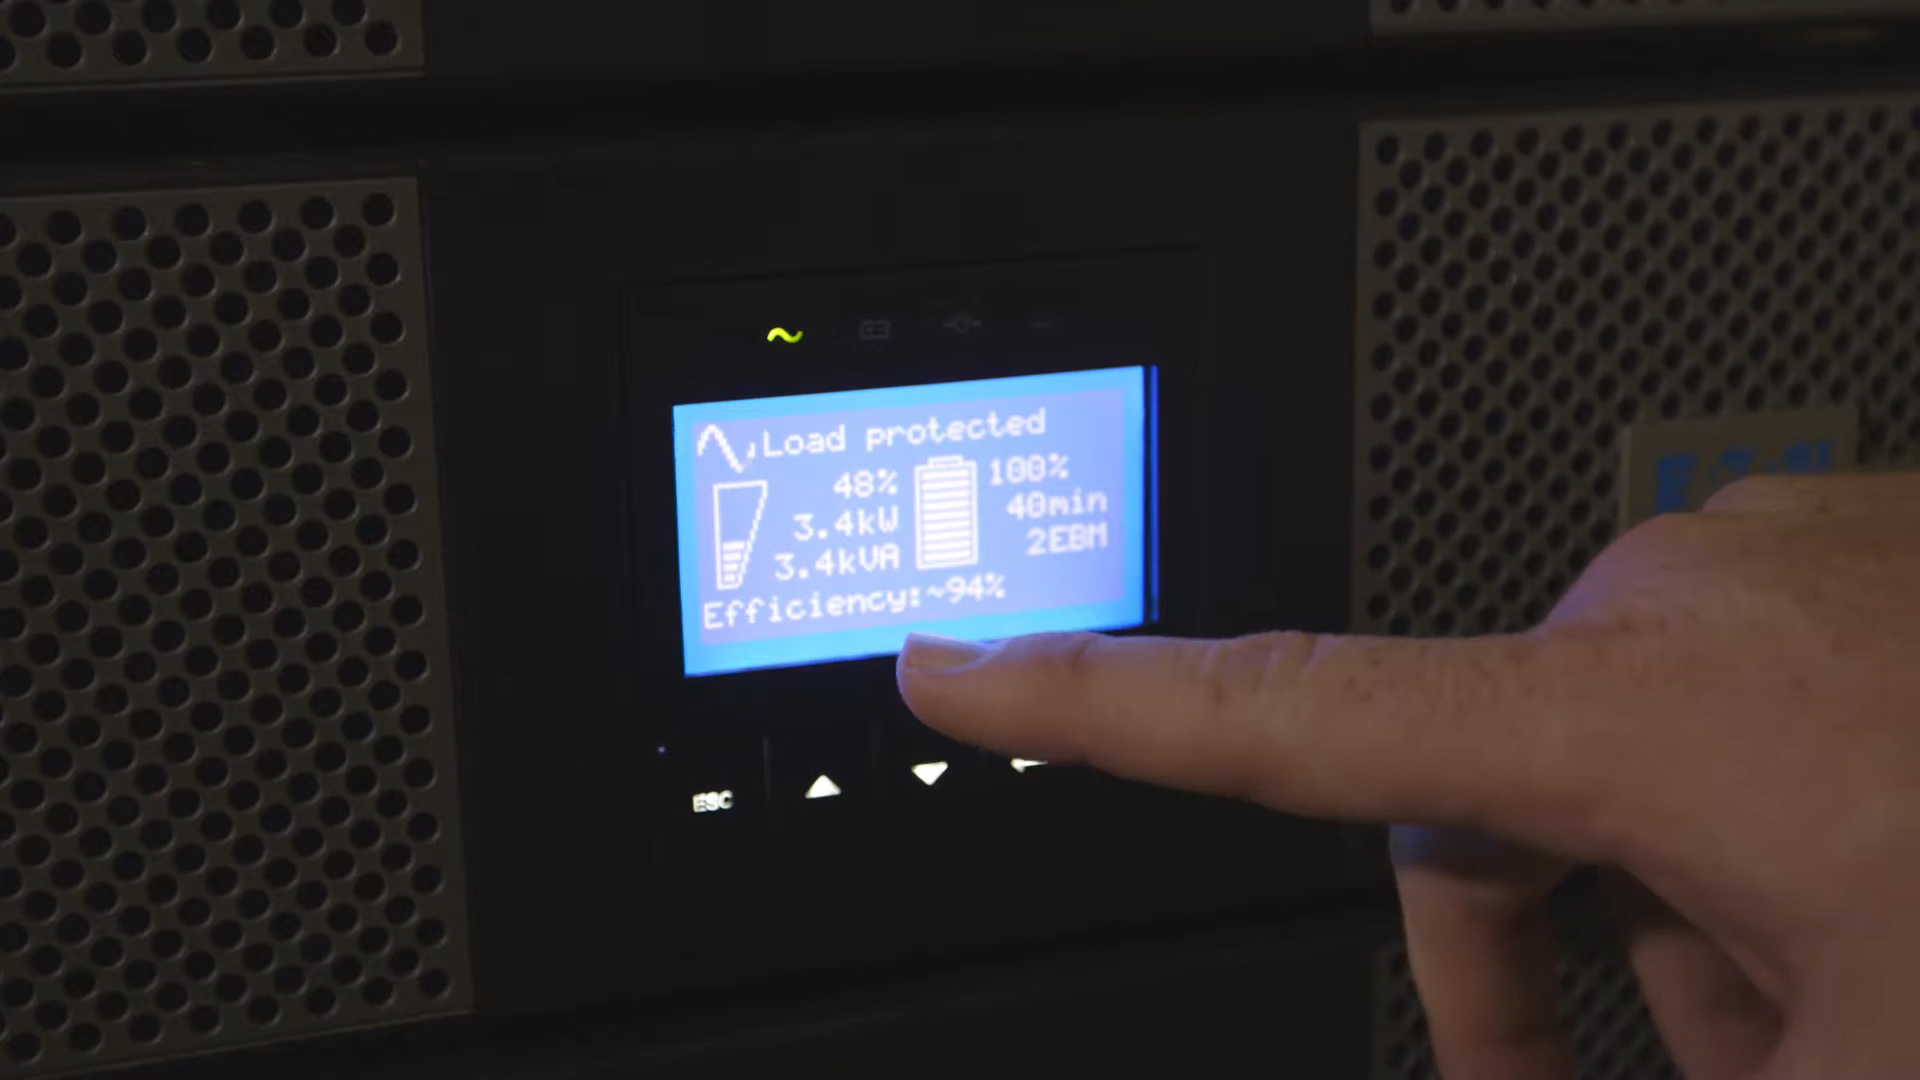 Load protected
48% 100%
3.4kW 40min
3.4kVA 2EBM
Efficiency:~94%
ESC